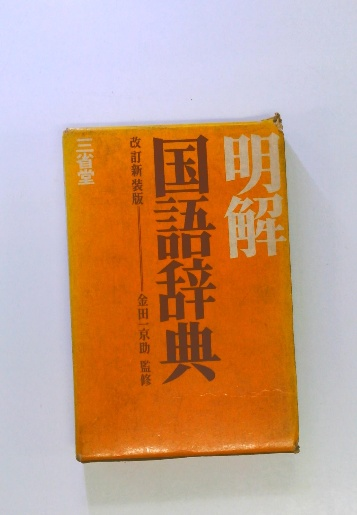 明解
国語辞典
改訂新装版――金田一京助 監修
三省堂